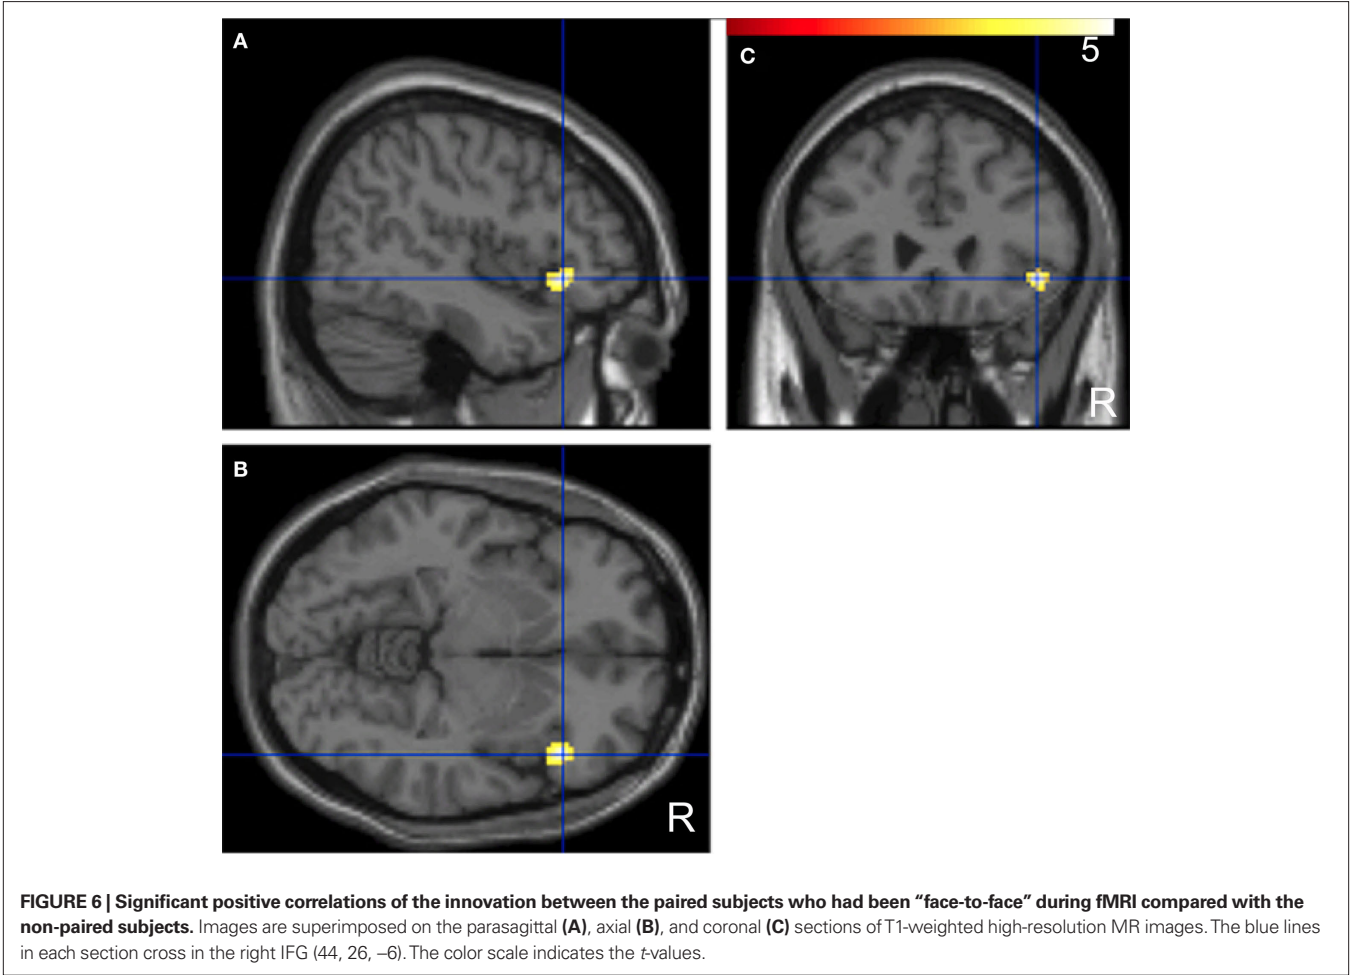 A
C
5
R
B
R
FIGURE 6 | Significant positive correlations of the innovation between the paired subjects who had been “face-to-face” during fMRI compared with the
non-paired subjects. Images are superimposed on the parasagittal (A), axial (B), and coronal (C) sections of T1-weighted high-resolution MR images. The blue lines
in each section cross in the right IFG (44, 26, –6). The color scale indicates the t-values.